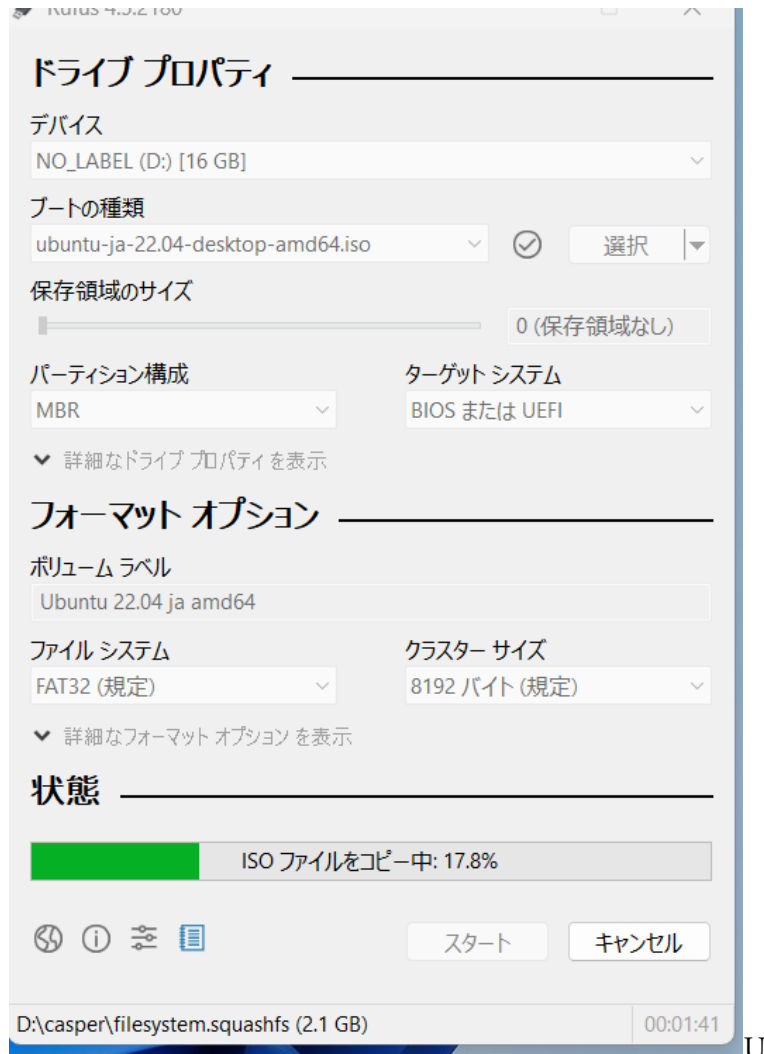 ドライブ プロパティ
デバイス
NO_LABEL (D:) [16 GB]
ブートの種類
ubuntu-ja-22.04-desktop-amd64.iso
選択
保存領域のサイズ
0 (保存領域なし)
パーティション構成 ターゲット システム
MBR BIOS または UEFI
詳細なドライブ プロパティを表示
フォーマット オプション
ボリューム ラベル
Ubuntu 22.04 ja amd64
ファイル システム クラスター サイズ
FAT32 (規定) 8192 バイト (規定)
詳細なフォーマット オプション を表示
状態
ISO ファイルをコピー中: 17.8%
スタート キャンセル
D:\casper\filesystem.squashfs (2.1 GB) 00:01:41
U